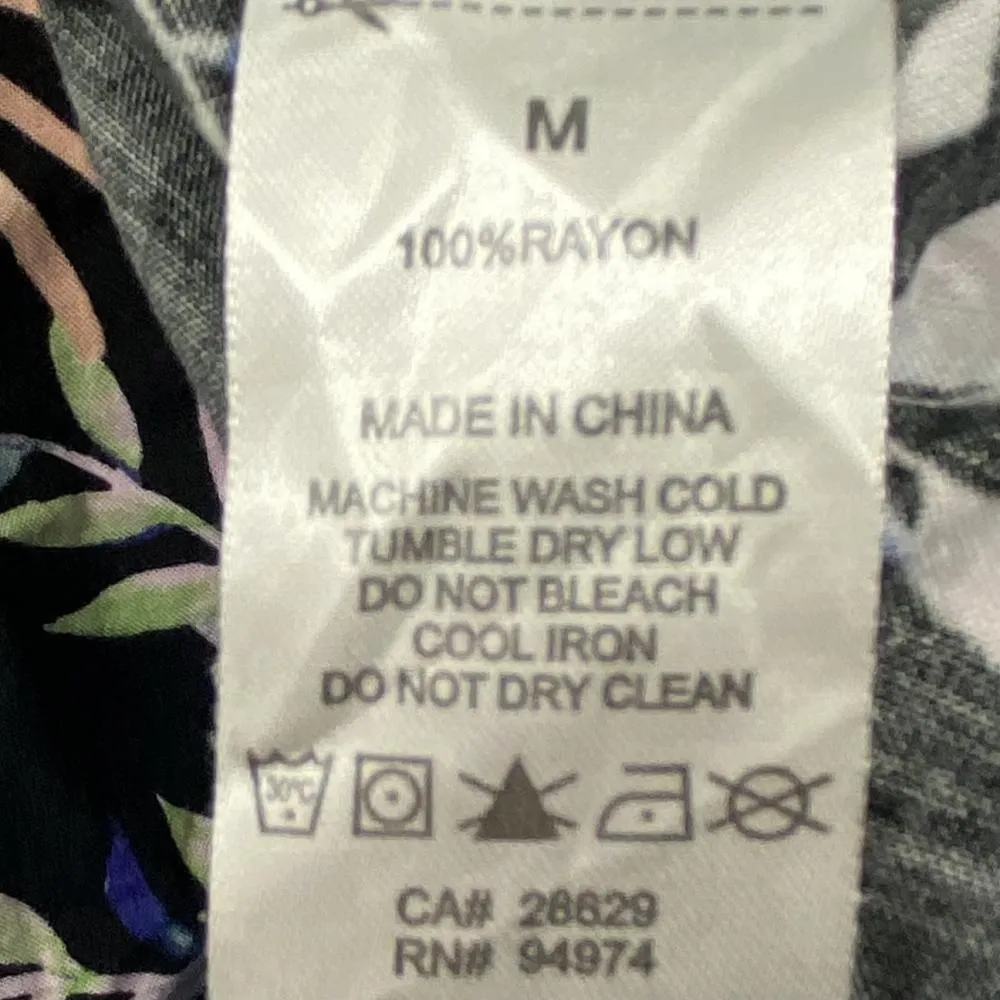 M
100%RAYON
MADE IN CHINA
MACHINE WASH COLD
TUMBLE DRY LOW
DO NOT BLEACH
COOL IRON
DO NOT DRY CLEAN
30°C
CA# 28629
RN# 94974